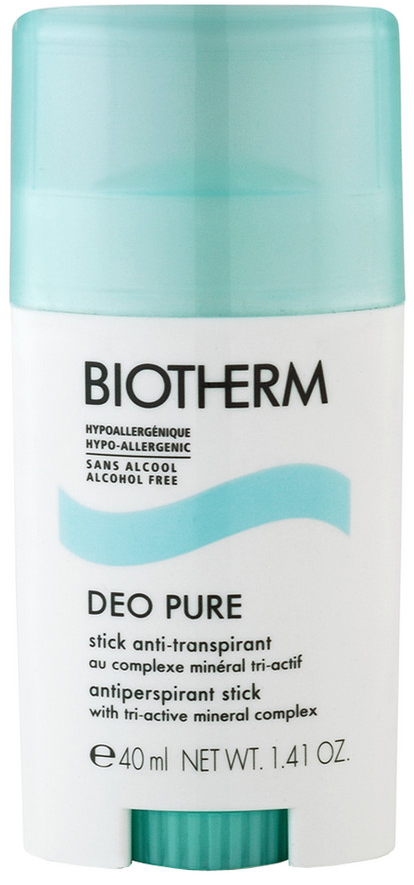 BIOTHERM
HYPOALLERGÉNIQUE
HYPO-ALLERGENIC
SANS ALCOOL
ALCOHOL FREE
DEO PURE
stick anti-transpirant
au complexe minéral tri-actif
antiperspirant stick
with tri-active mineral complex
℮40 ml NET WT. 1.41 OZ.